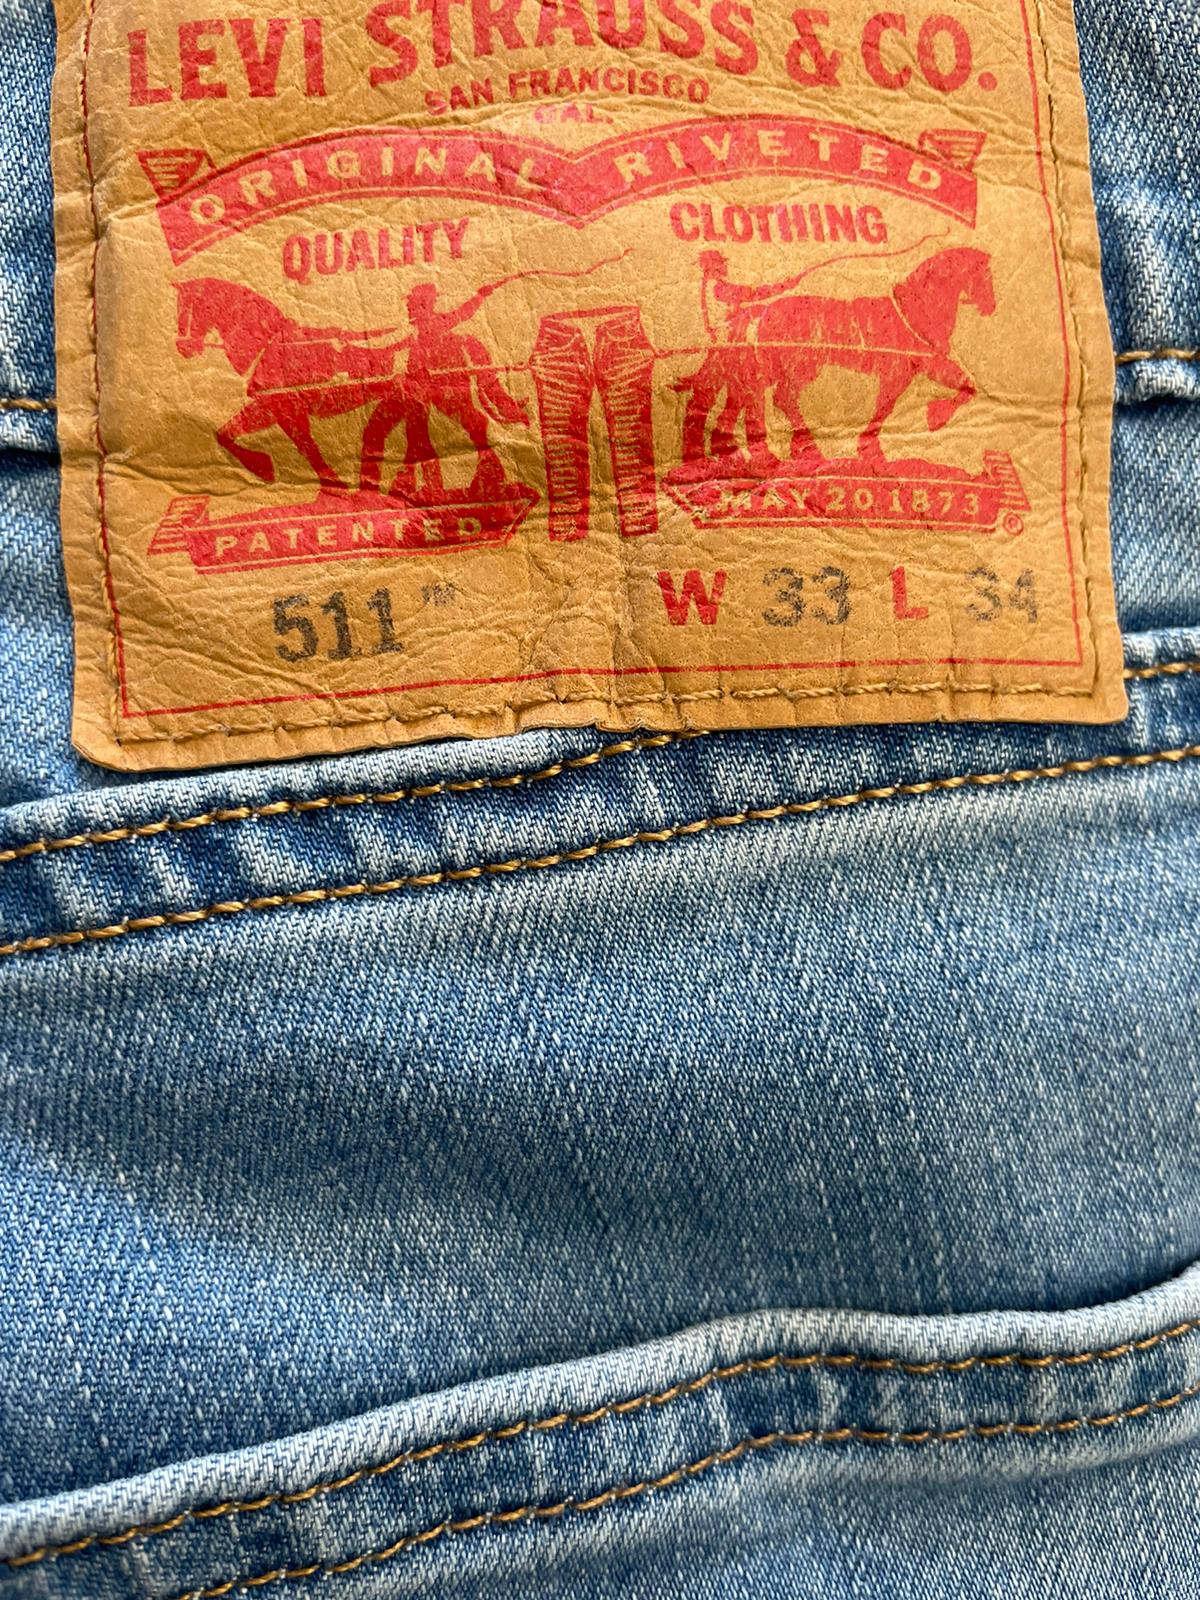 LEVI STRAUSS & CO.
SAN FRANCISCO
CAL.
ORIGINAL RIVETED
QUALITY CLOTHING
PATENTED MAY 20 1873 ®
511™ W 33 L 34